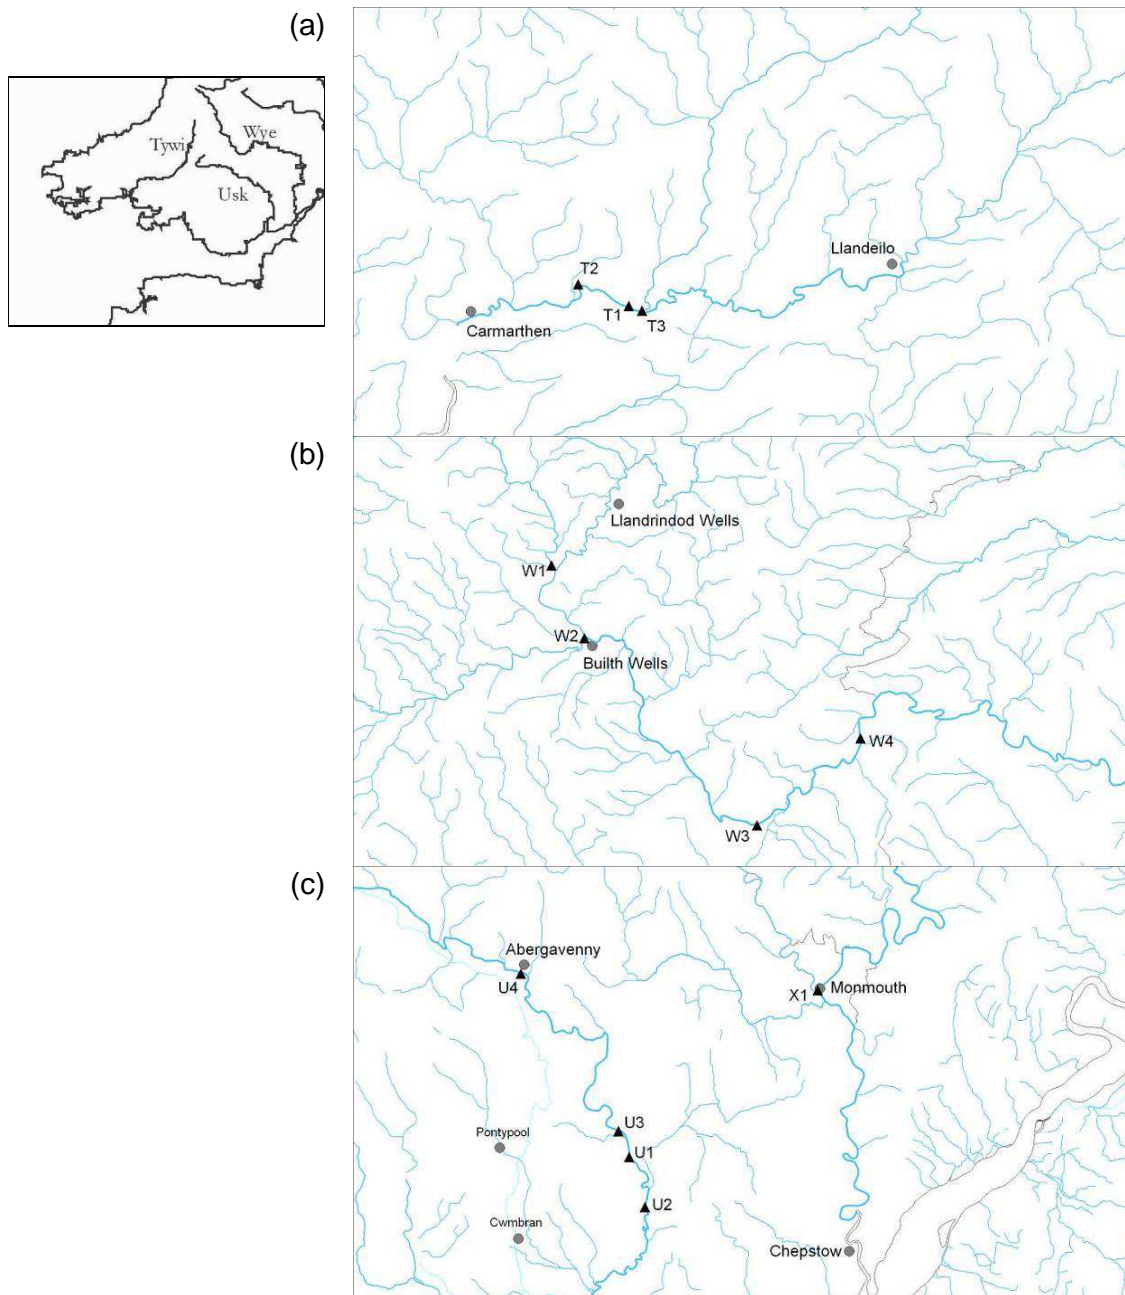 (a)
Tywi
Wye
Usk
Llandeilo
T2
T1
T3
Carmarthen
(b)
Llandrindod Wells
W1
W2
Builth Wells
W4
W3
(c)
Abergavenny
U4
X1
Monmouth
U3
Pontypool
U1
U2
Cwmbran
Chepstow